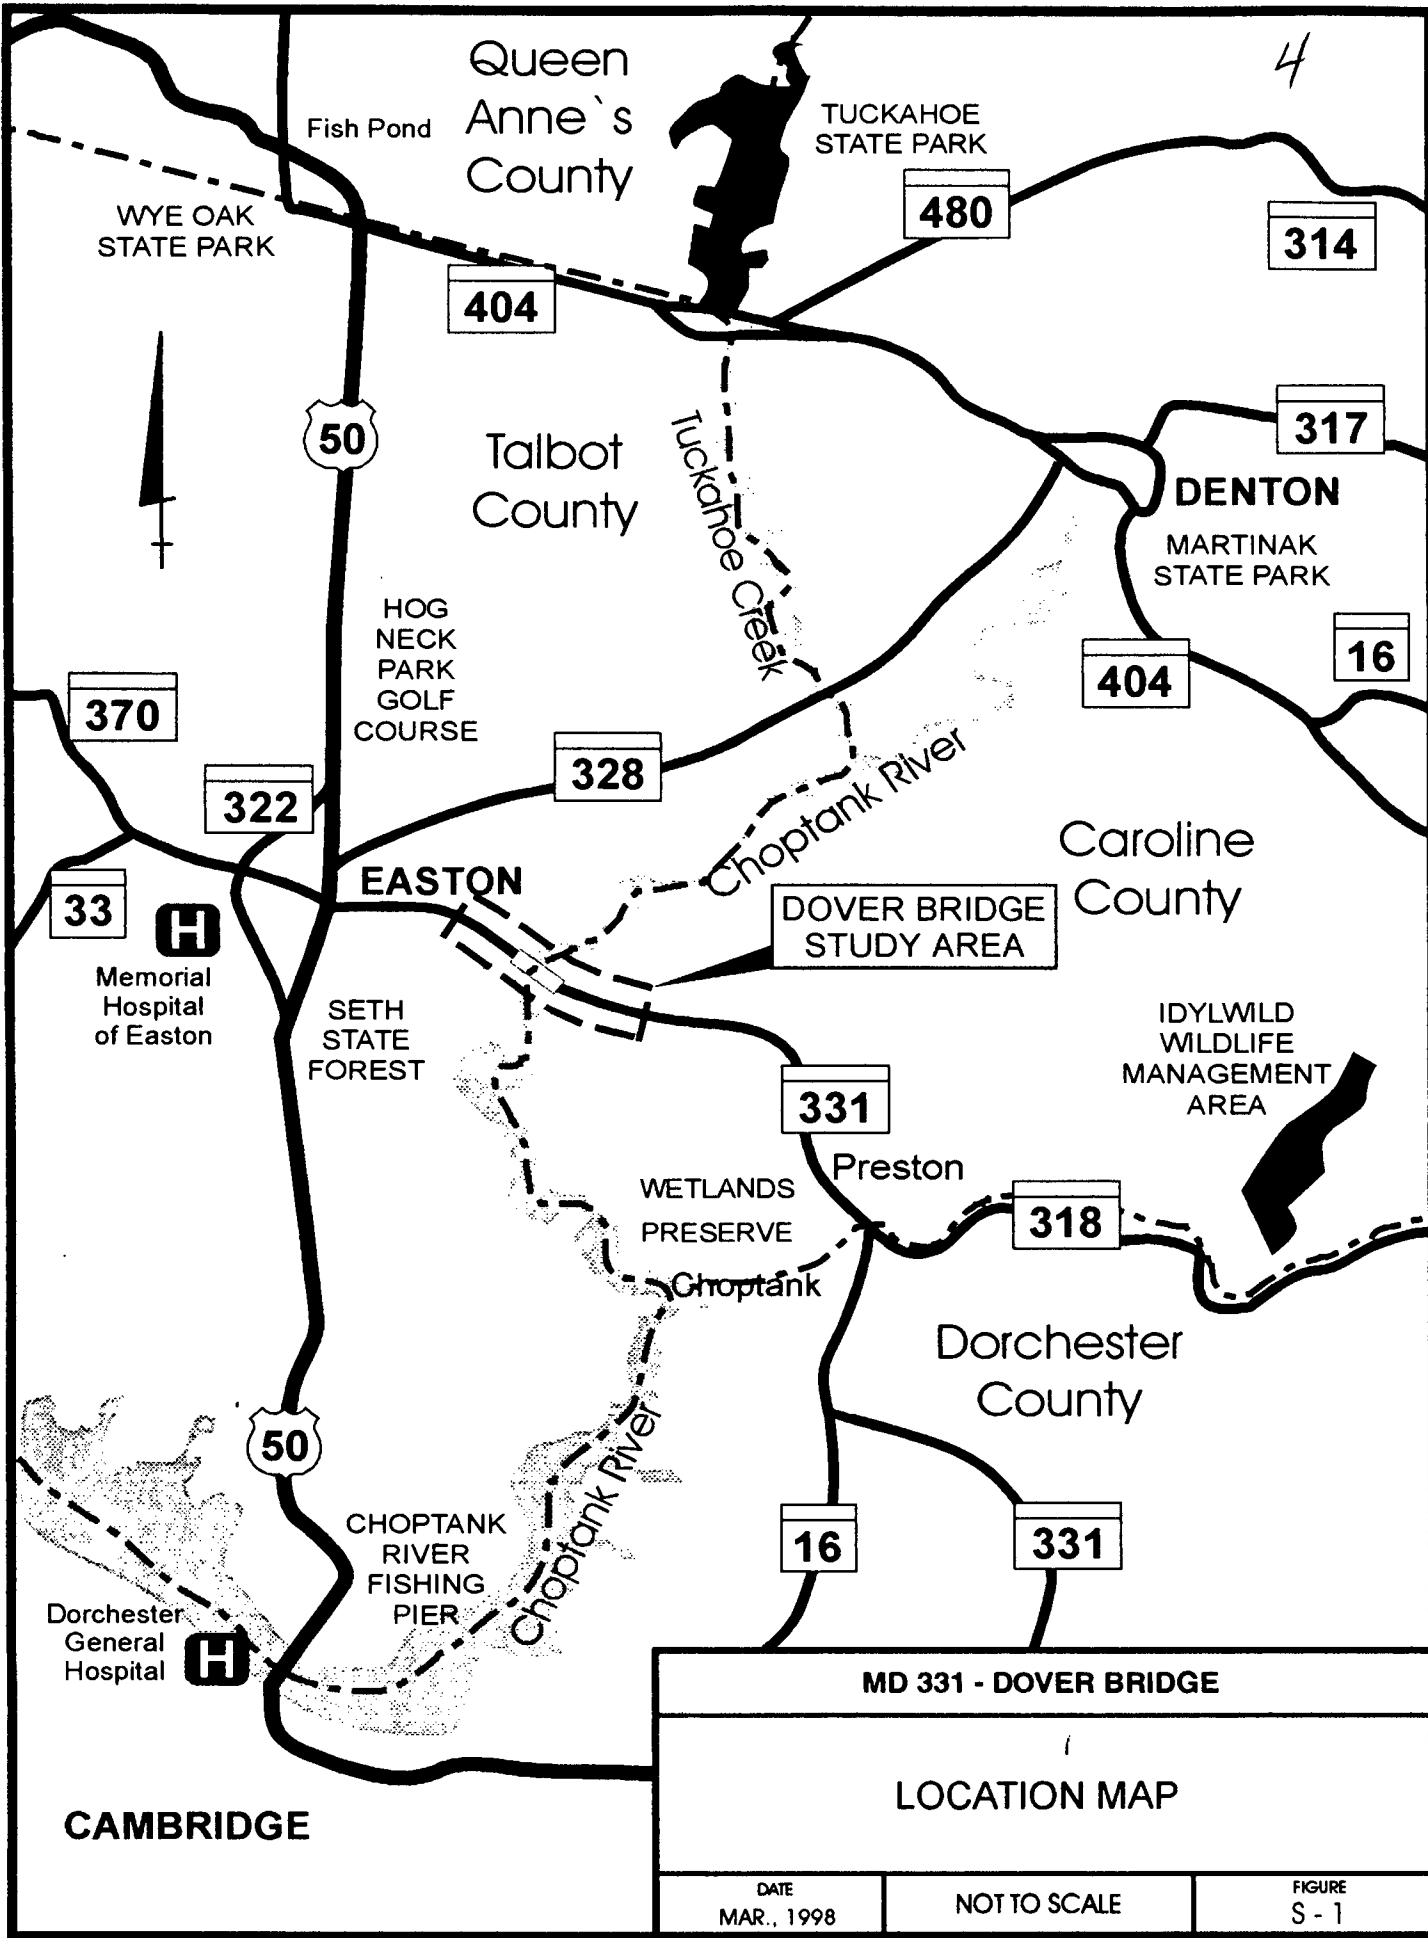 4
Queen
Anne`s
County
Fish Pond
TUCKAHOE
STATE PARK
480
314
WYE OAK
STATE PARK
404
50
Talbot
County
Tuckahoe Creek
317
DENTON
MARTINAK
STATE PARK
HOG
NECK
PARK
GOLF
COURSE
16
404
370
322
328
Choptank River
Caroline
County
EASTON
33
H
Memorial
Hospital
of Easton
DOVER BRIDGE
STUDY AREA
SETH
STATE
FOREST
IDYLWILD
WILDLIFE
MANAGEMENT
AREA
331
Preston
WETLANDS
PRESERVE
318
Choptank
Dorchester
County
50
Choptank River
CHOPTANK
RIVER
FISHING
PIER
16
331
Dorchester
General
Hospital
H
CAMBRIDGE
MD 331 - DOVER BRIDGE
LOCATION MAP
DATE
MAR., 1998
NOT TO SCALE
FIGURE
S - 1